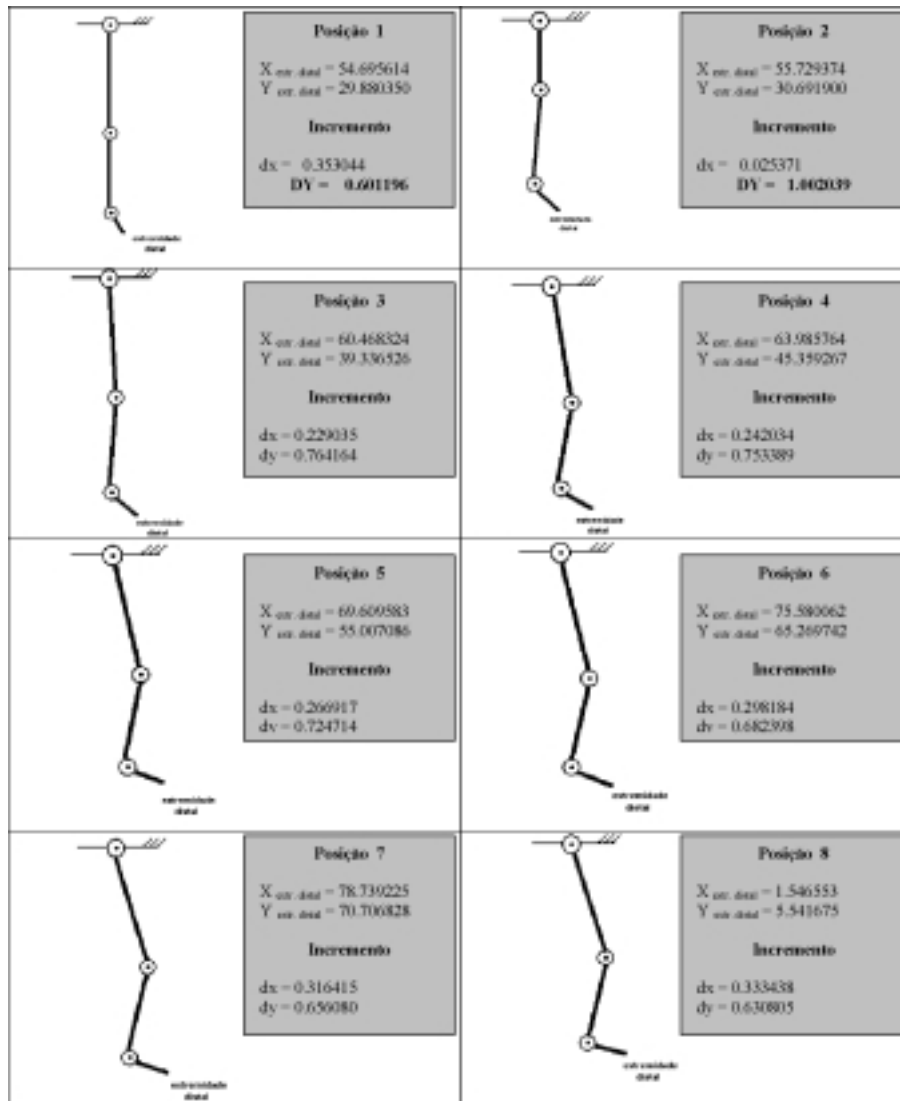 Posição 1
X extr. distal = 54.695614
Y extr. distal = 29.880350
Incremento
dx = 0.353044
DY = 0.601196
extremidade
distal
Posição 2
X extr. distal = 55.729374
Y extr. distal = 30.691900
Incremento
dx = 0.025371
DY = 1.002039
extremidade
distal
Posição 3
X extr. distal = 60.468324
Y extr. distal = 39.336526
Incremento
dx = 0.229035
dy = 0.764164
extremidade
distal
Posição 4
X extr. distal = 63.985764
Y extr. distal = 45.359267
Incremento
dx = 0.242034
dy = 0.753389
extremidade
distal
Posição 5
X extr. distal = 69.609583
Y extr. distal = 55.007086
Incremento
dx = 0.266917
dy = 0.724714
extremidade
distal
Posição 6
X extr. distal = 75.580062
Y extr. distal = 65.269742
Incremento
dx = 0.298184
dy = 0.682398
extremidade
distal
Posição 7
X extr. distal = 78.739225
Y extr. distal = 70.706828
Incremento
dx = 0.316415
dy = 0.656080
extremidade
distal
Posição 8
X extr. distal = 1.546553
Y extr. distal = 5.541675
Incremento
dx = 0.333438
dy = 0.630805
extremidade
distal